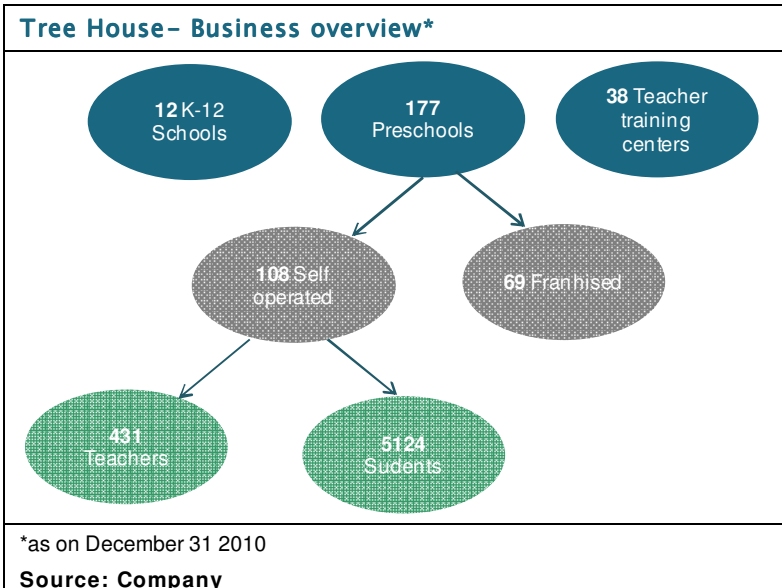 Tree House– Business overview*
12 K-12
Schools
177
Preschools
38 Teacher
training
centers
108 Self
operated
69 Franhised
431
Teachers
5124
Sudents
*as on December 31 2010
Source: Company